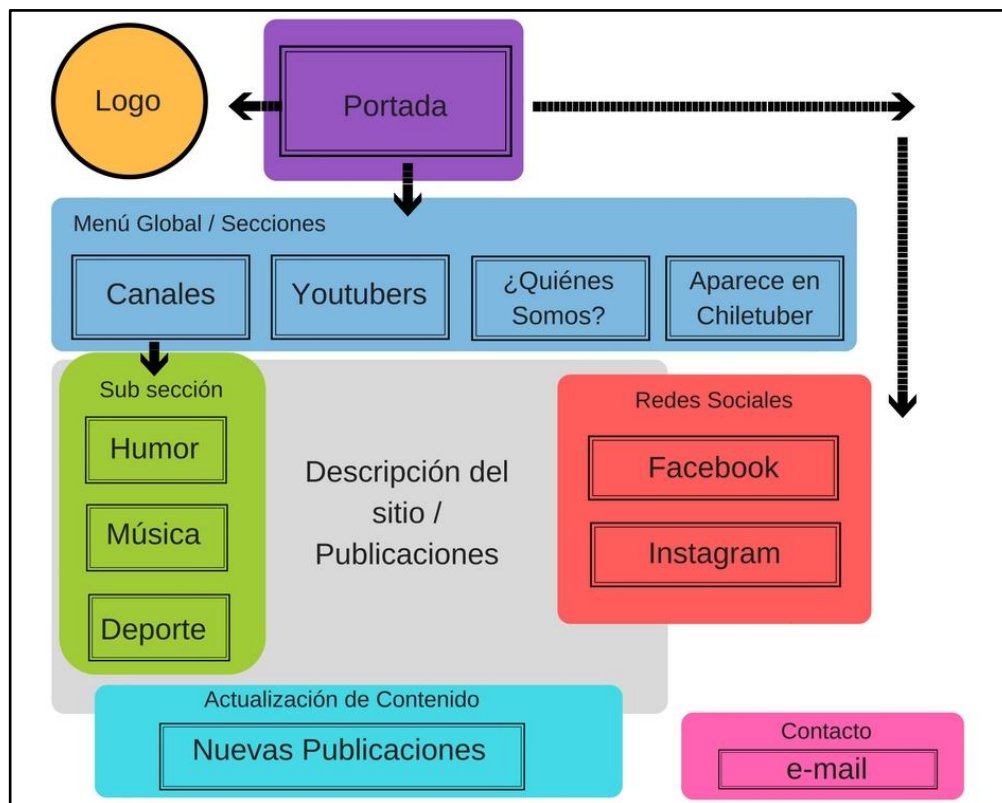 Logo
Portada
Menú Global / Secciones
Canales
Youtubers
¿Quiénes
Somos?
Aparece en
Chiletuber
Sub sección
Humor
Música
Deporte
Descripción del
sitio /
Publicaciones
Redes Sociales
Facebook
Instagram
Actualización de Contenido
Nuevas Publicaciones
Contacto
e-mail